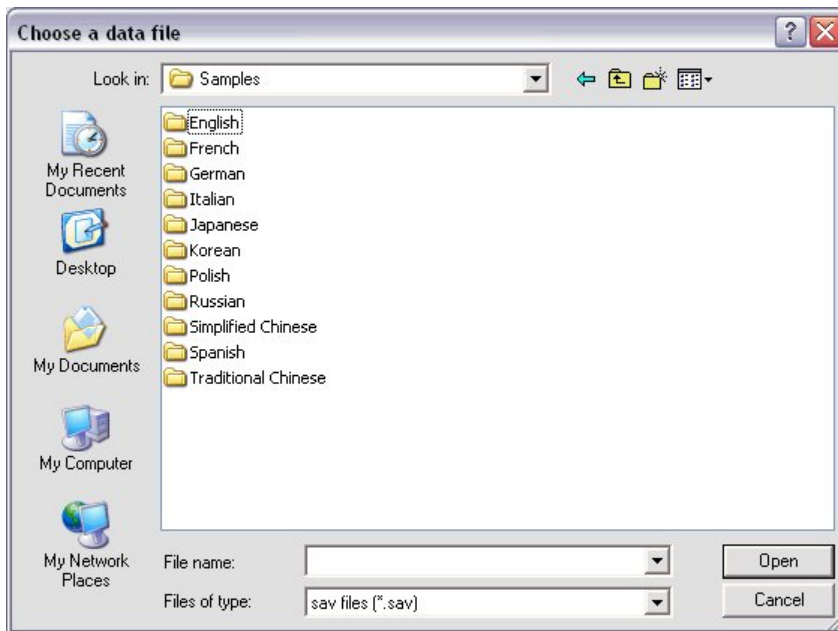 Choose a data file
Look in:
Samples
My Recent
Documents
Desktop
My Documents
My Computer
My Network
Places
English
French
German
Italian
Japanese
Korean
Polish
Russian
Simplified Chinese
Spanish
Traditional Chinese
File name:
Open
Files of type:
sav files (*.sav)
Cancel